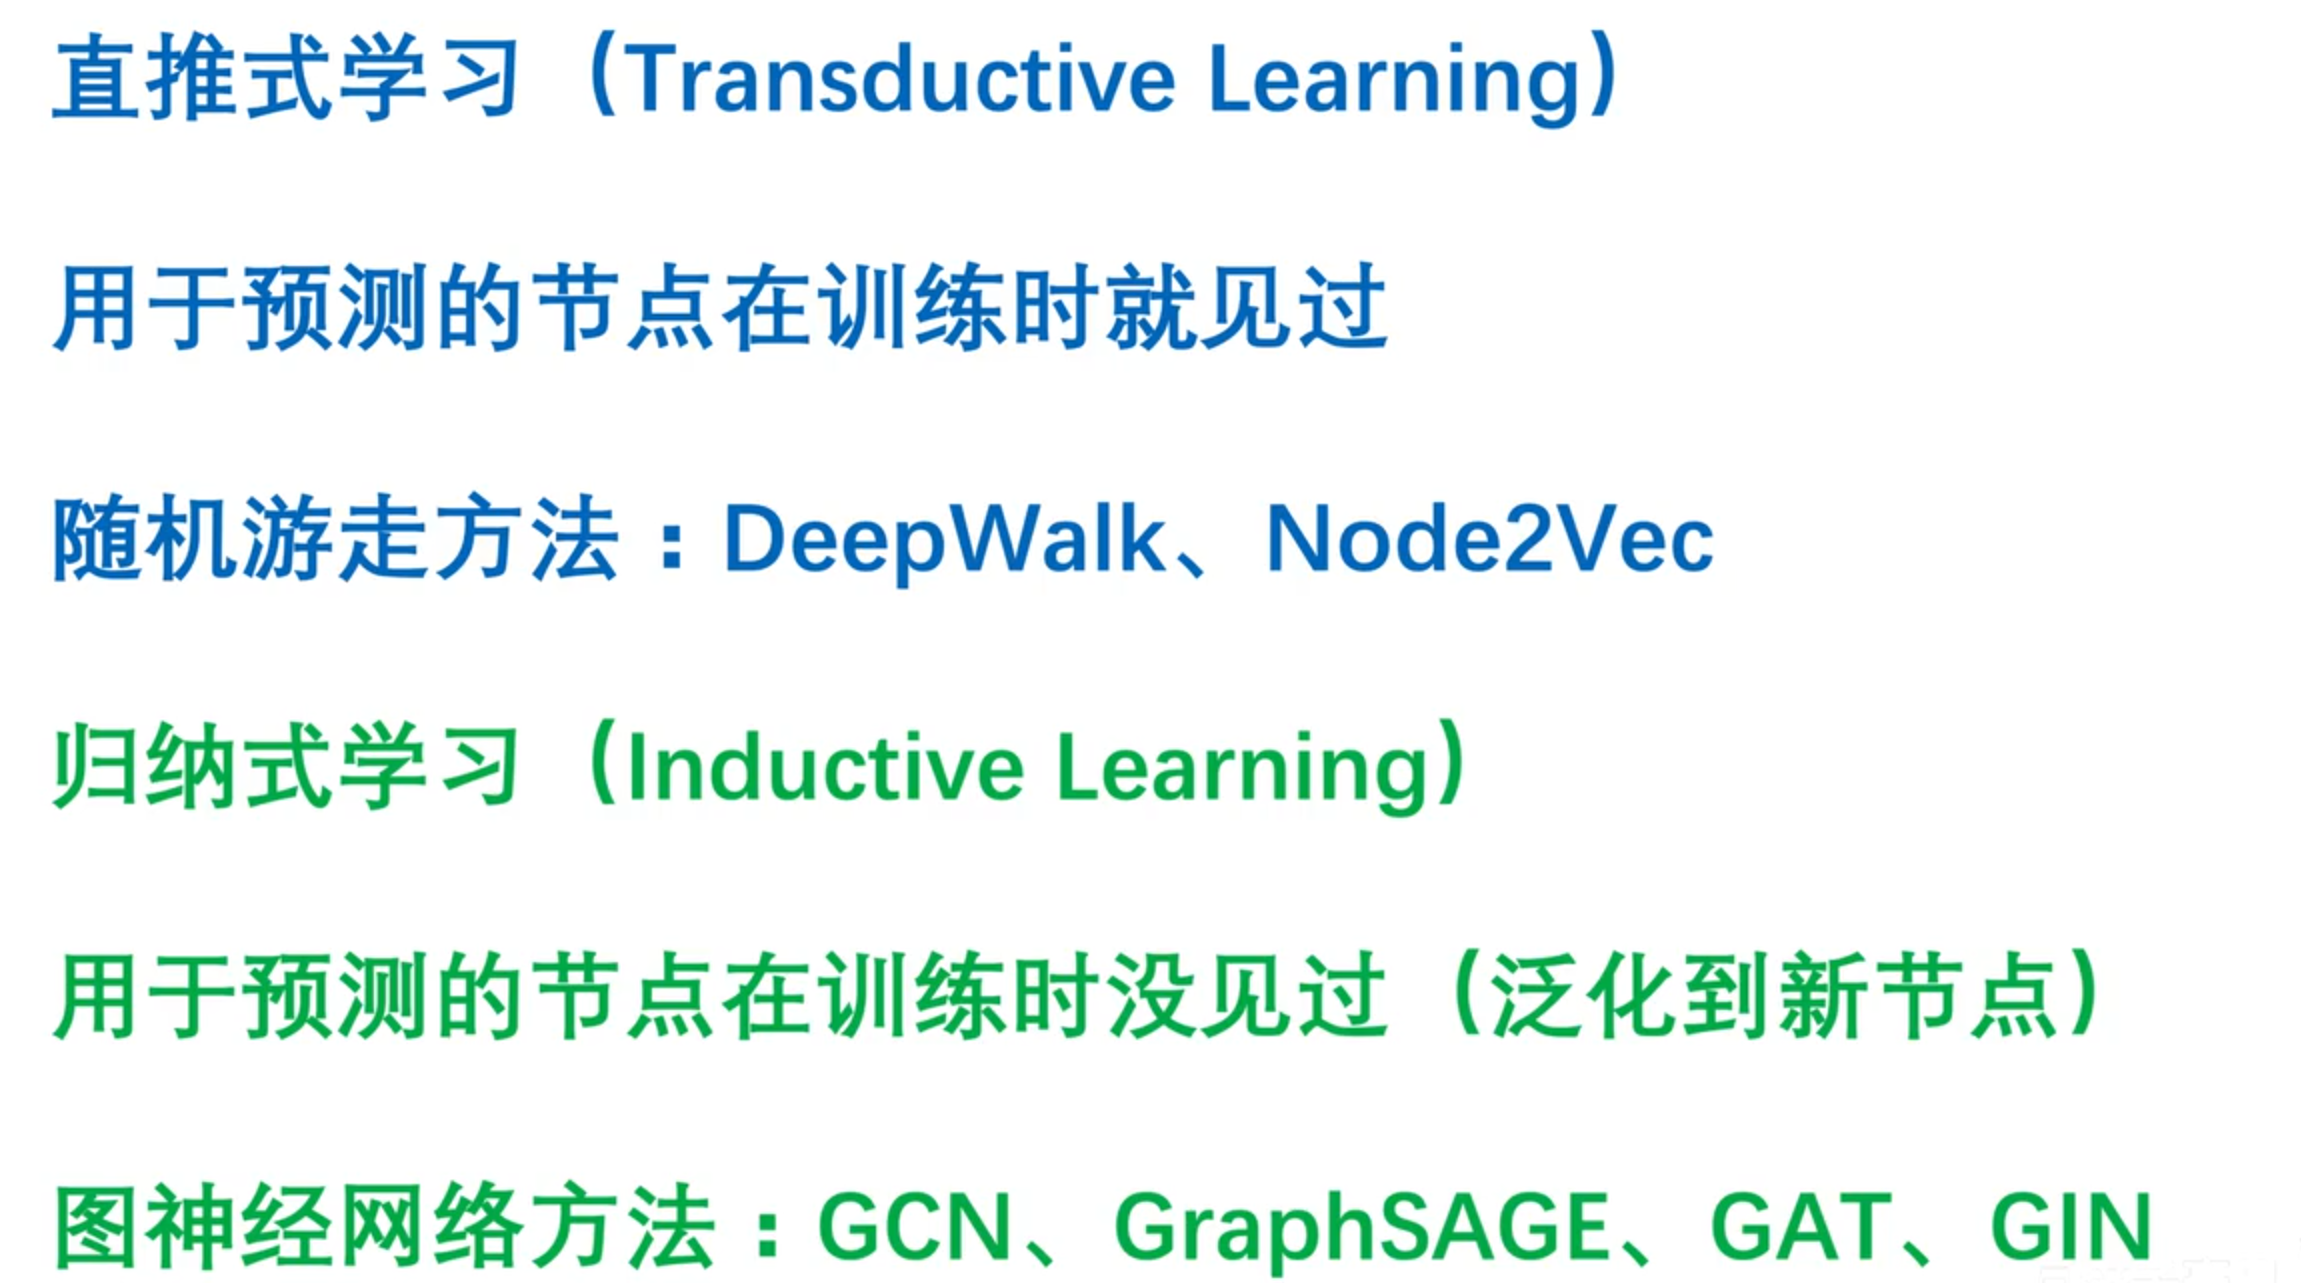 直推式学习（Transductive Learning）
用于预测的节点在训练时就见过
随机游走方法：DeepWalk、Node2Vec
归纳式学习（Inductive Learning）
用于预测的节点在训练时没见过（泛化到新节点）
图神经网络方法：GCN、GraphSAGE、GAT、GIN